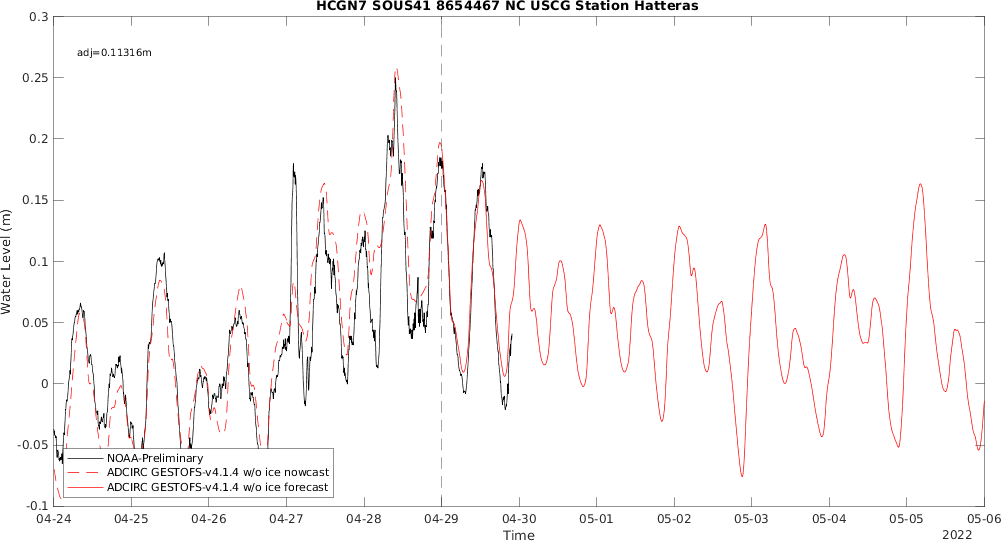 HCGN7 SOUS41 8654467 NC USCG Station Hatteras
adj=0.11316m
Water Level (m)
0.3
0.25
0.2
0.15
0.1
0.05
0
-0.05
-0.1
NOAA-Preliminary
ADCIRC GESTOFS-v4.1.4 w/o ice nowcast
ADCIRC GESTOFS-v4.1.4 w/o ice forecast
04-24 04-25 04-26 04-27 04-28 04-29 04-30 05-01 05-02 05-03 05-04 05-05 05-06
Time
2022